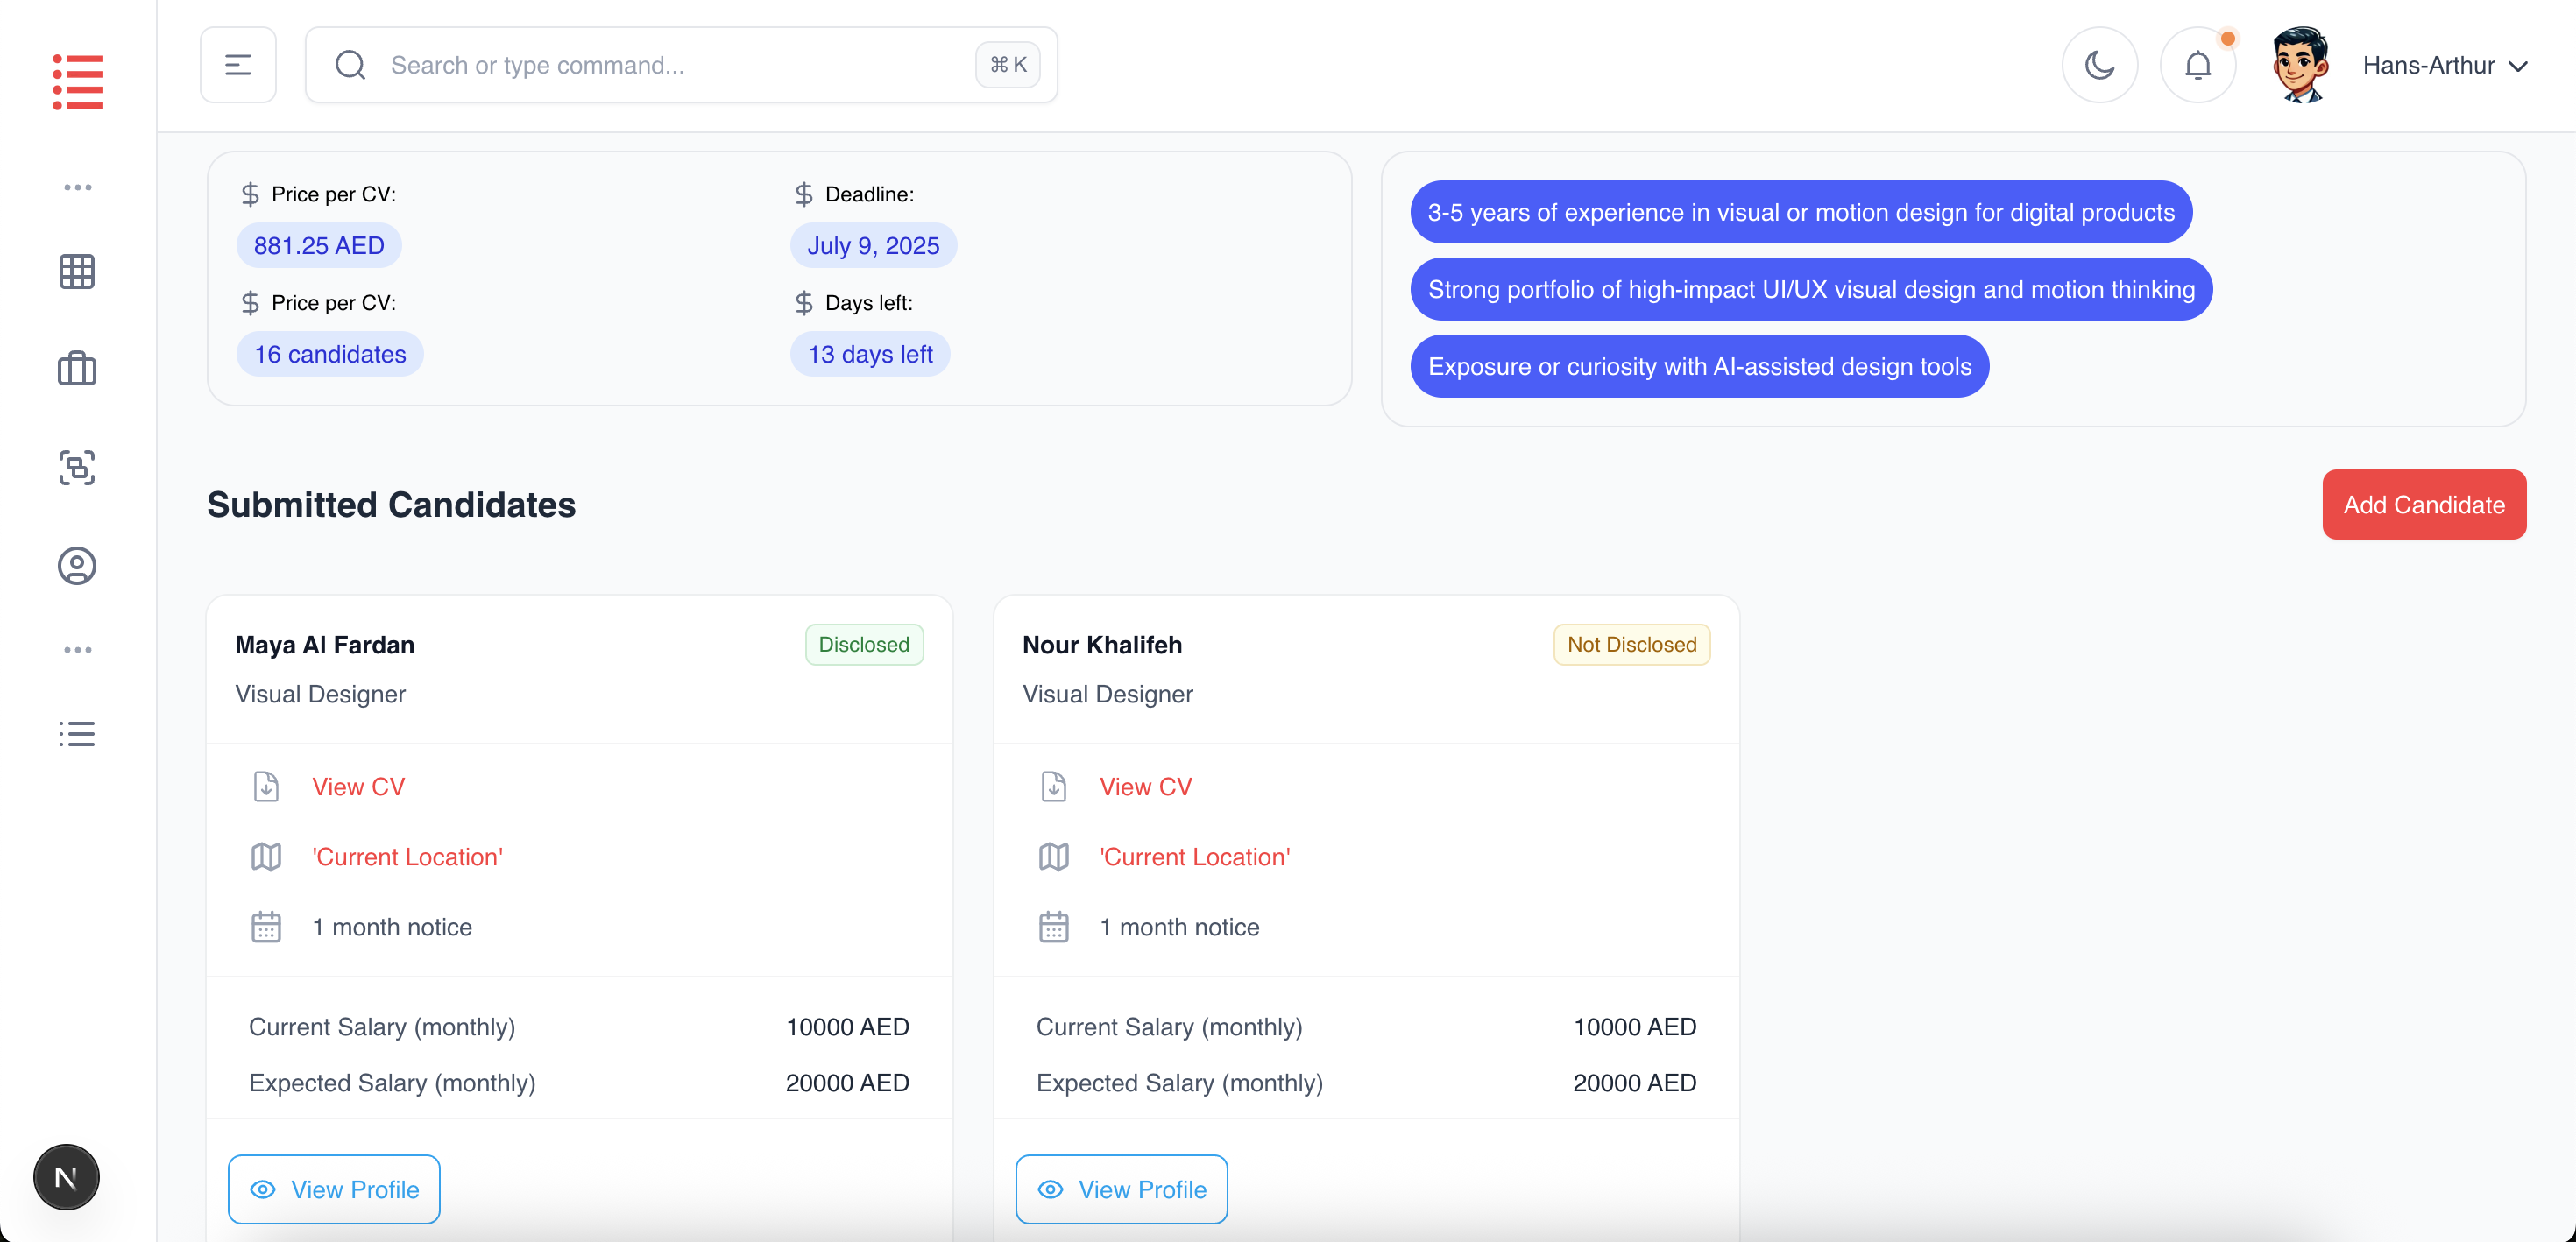 Search or type command...
⌘ K
Hans-Arthur
Price per CV:
881.25 AED
Deadline:
July 9, 2025
Price per CV:
16 candidates
Days left:
13 days left
3-5 years of experience in visual or motion design for digital products
Strong portfolio of high-impact UI/UX visual design and motion thinking
Exposure or curiosity with AI-assisted design tools
Submitted Candidates
Add Candidate
Maya Al Fardan
Disclosed
Visual Designer
View CV
'Current Location'
1 month notice
Current Salary (monthly)
10000 AED
Expected Salary (monthly)
20000 AED
View Profile
Nour Khalifeh
Not Disclosed
Visual Designer
View CV
'Current Location'
1 month notice
Current Salary (monthly)
10000 AED
Expected Salary (monthly)
20000 AED
View Profile
N